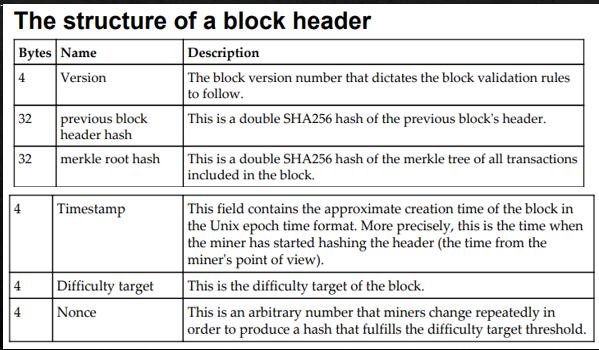 The structure of a block header
Bytes Name Description
4 Version The block version number that dictates the block validation rules
to follow.
32 previous block This is a double SHA256 hash of the previous block's header.
header hash
32 merkle root hash This is a double SHA256 hash of the merkle tree of all transactions
included in the block.
4 Timestamp This field contains the approximate creation time of the block in
the Unix epoch time format. More precisely, this is the time when
the miner has started hashing the header (the time from the
miner's point of view).
4 Difficulty target This is the difficulty target of the block.
4 Nonce This is an arbitrary number that miners change repeatedly in
order to produce a hash that fulfills the difficulty target threshold.